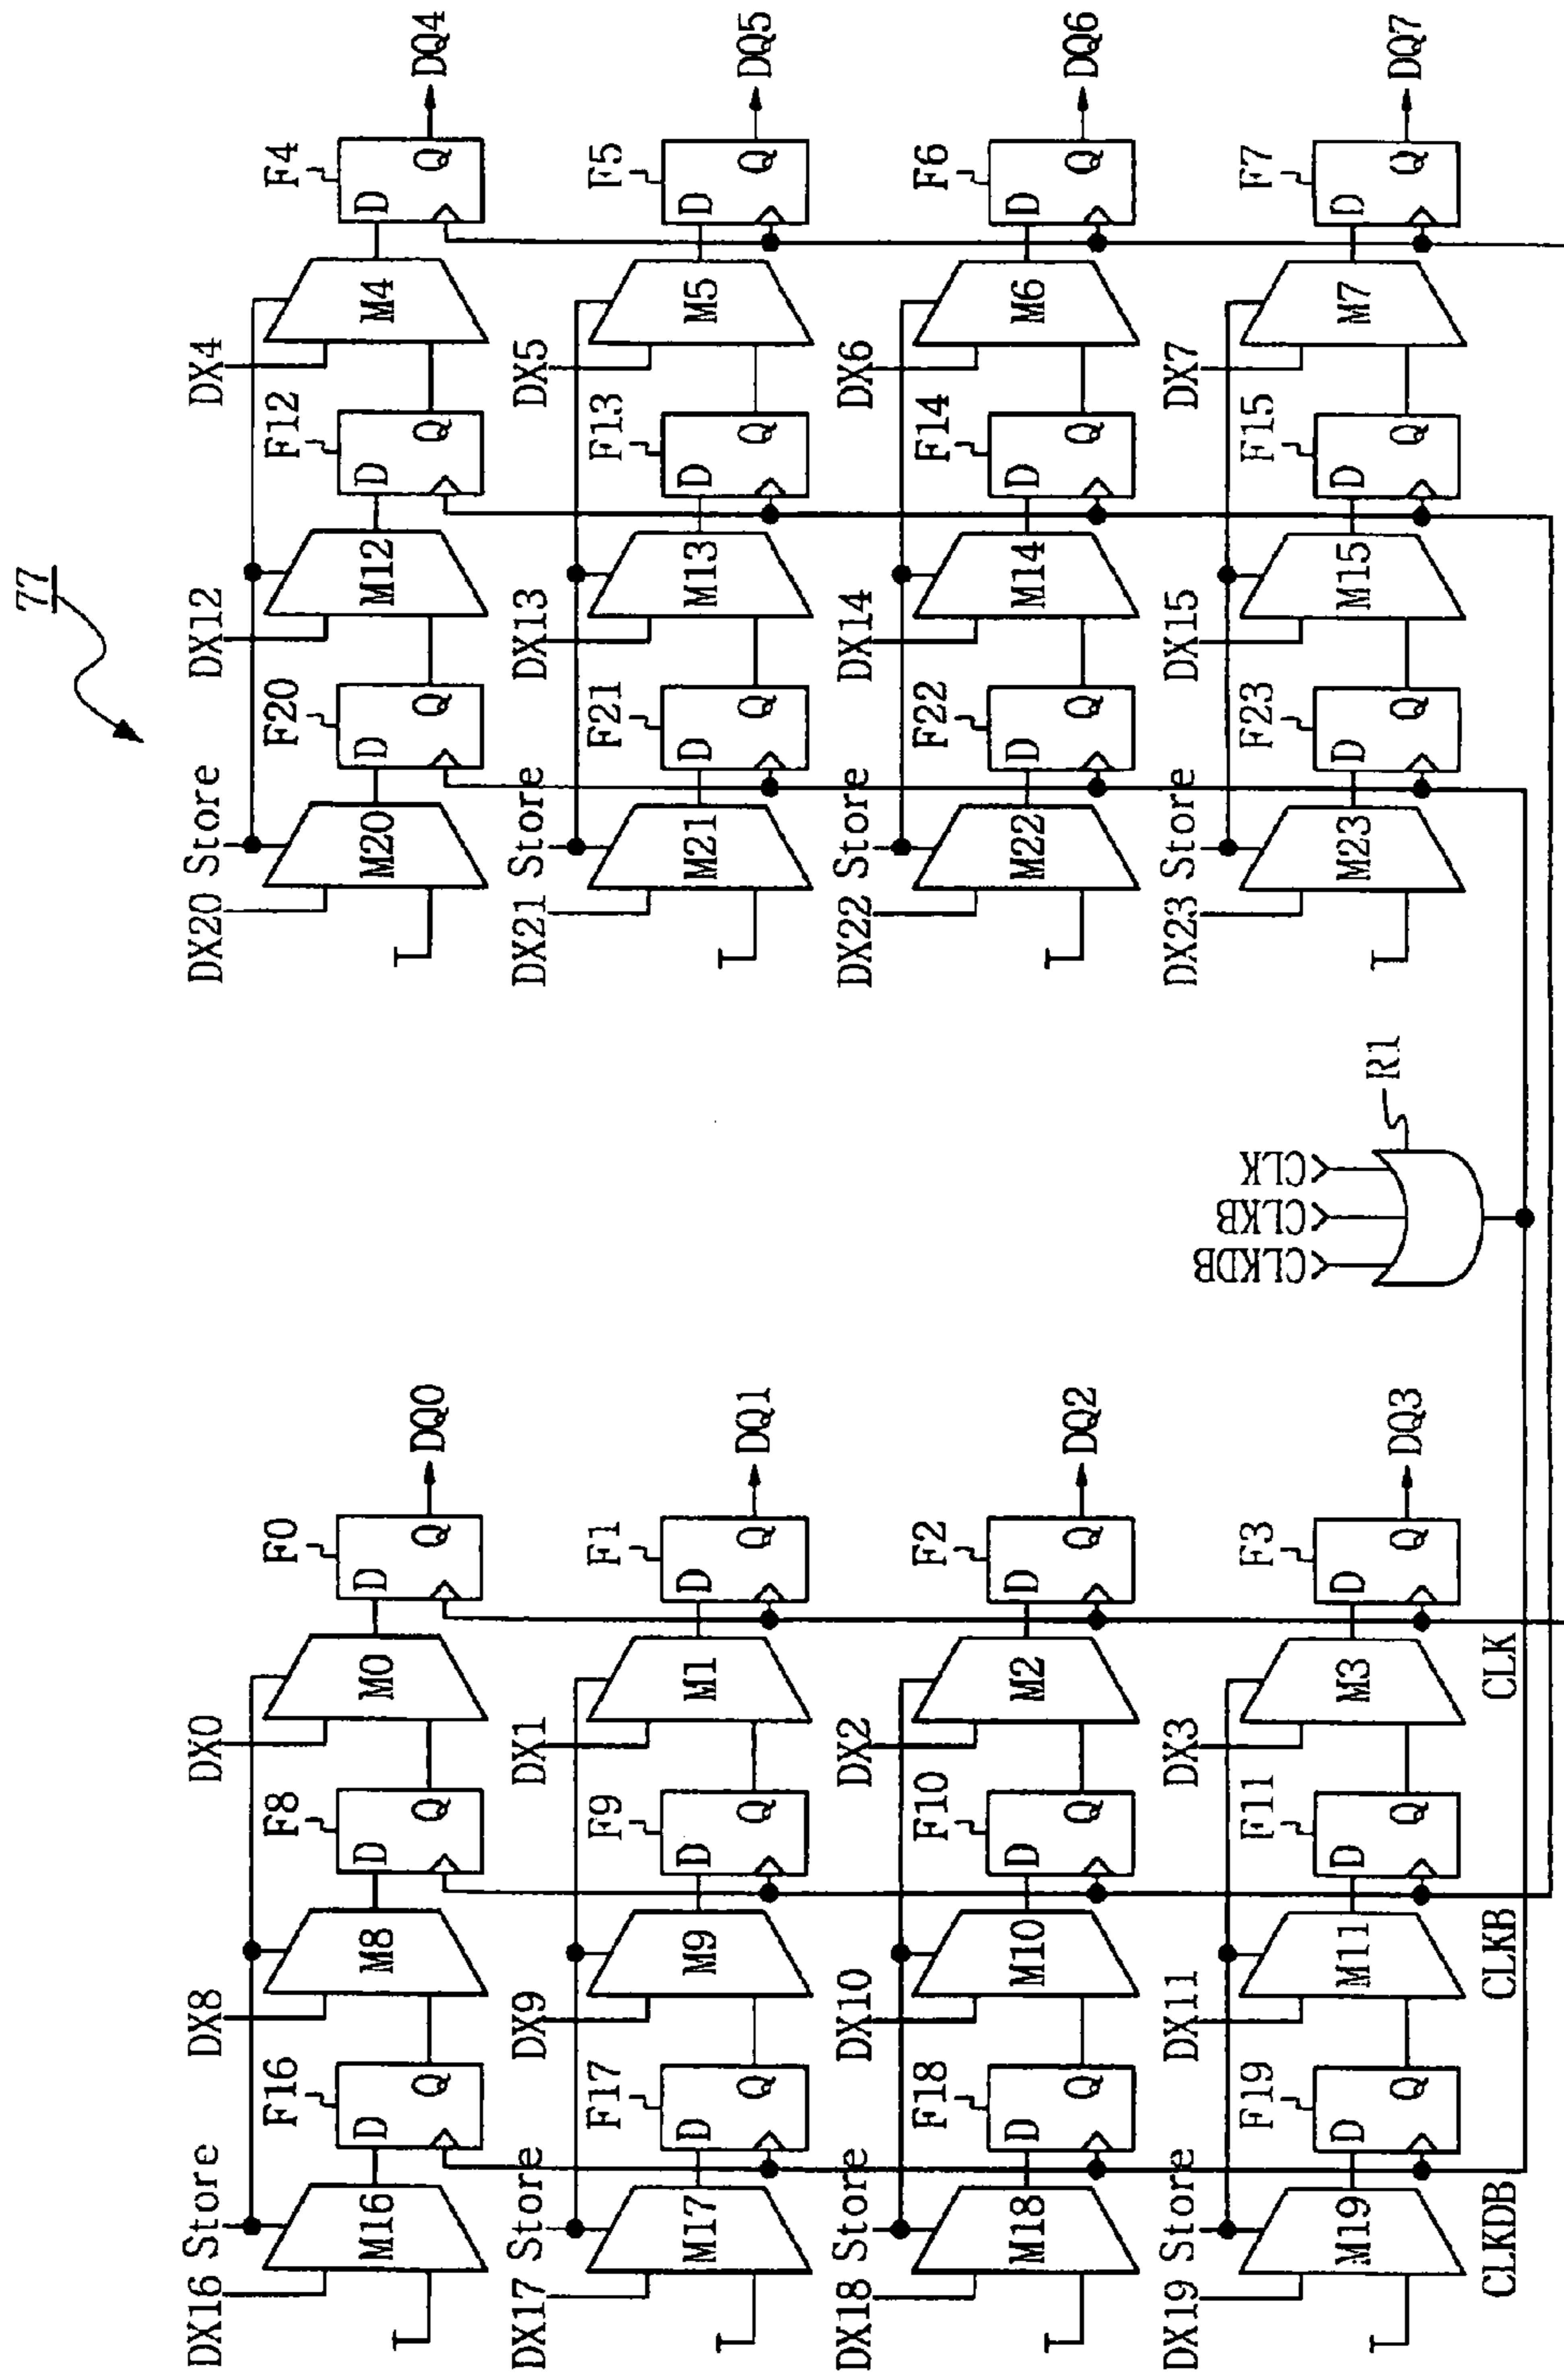 77
DX16 Store
DX8
DX0
DX20 Store
DX12
DX4
F16
F8
F0
F20
F12
F4
M16
D
Q
M8
D
Q
M0
D
Q
DQ0
M20
D
Q
M12
D
Q
M4
D
Q
DQ4
DX17 Store
DX9
DX1
DX21 Store
DX13
DX5
F17
F9
F1
F21
F13
F5
M17
D
Q
M9
D
Q
M1
D
Q
DQ1
M21
D
Q
M13
D
Q
M5
D
Q
DQ5
DX18 Store
DX10
DX2
DX22 Store
DX14
DX6
F18
F10
F2
F22
F14
F6
M18
D
Q
M10
D
Q
M2
D
Q
DQ2
M22
D
Q
M14
D
Q
M6
D
Q
DQ6
DX19 Store
DX11
DX3
DX23 Store
DX15
DX7
F19
F11
F3
F23
F15
F7
M19
D
Q
M11
D
Q
M3
D
Q
DQ3
M23
D
Q
M15
D
Q
M7
D
Q
DQ7
CLKDB
CLKB
CLK
R1
CLKDB
CLKB
CLK